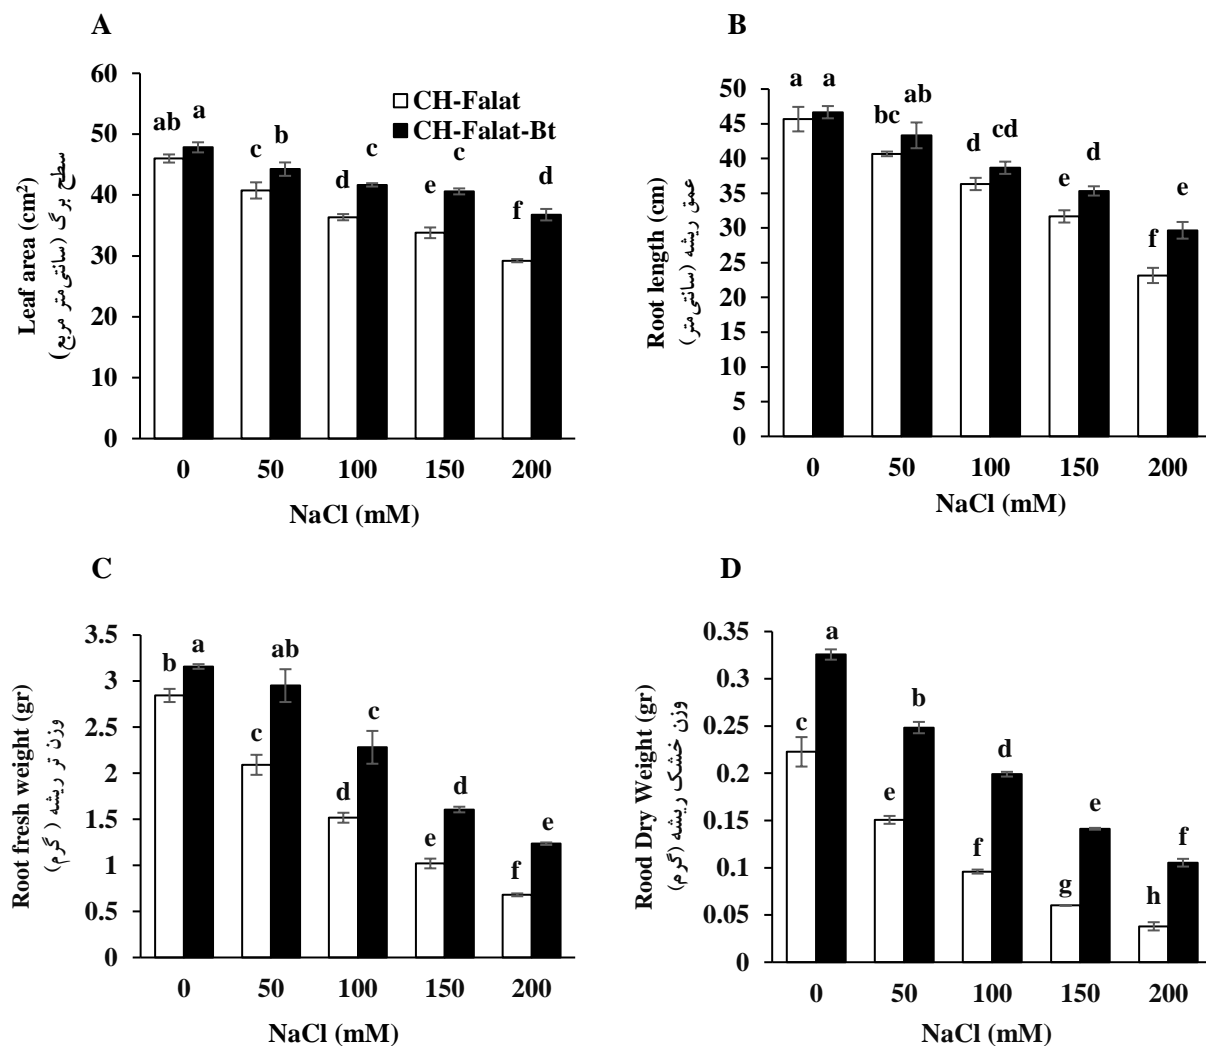 A
60
50
40
30
20
10
0
Leaf area (cm²)
سطح برگ (سانتی‌متر مربع)
CH-Falat
CH-Falat-Bt
ab a
c b
d c
e c
f d
0 50 100 150 200
NaCl (mM)
B
50
45
40
35
30
25
20
15
10
5
0
Root length (cm)
عمق ریشه (سانتی‌متر)
a a
bc ab
d cd
e d
f e
0 50 100 150 200
NaCl (mM)
C
3.5
3
2.5
2
1.5
1
0.5
0
Root fresh weight (gr)
وزن تر ریشه ( گرم)
b a
c ab
d c
e d
f e
0 50 100 150 200
NaCl (mM)
D
0.35
0.3
0.25
0.2
0.15
0.1
0.05
0
Rood Dry Weight (gr)
وزن خشک ریشه (گرم)
c a
e b
f d
g e
h f
0 50 100 150 200
NaCl (mM)